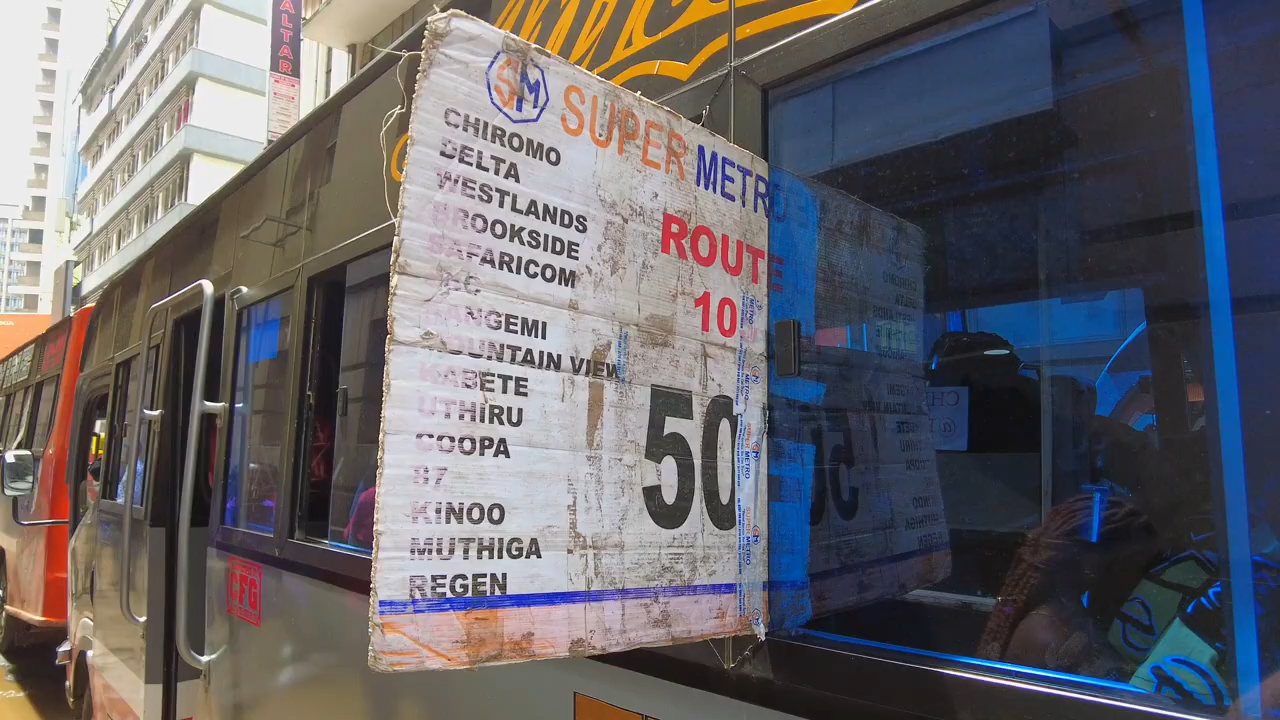 ALTAR
SM
SUPER METRO
CHIROMO
DELTA
WESTLANDS
BROOKSIDE
SAFARICOM
ROUTE
10
KANGEMI
MOUNTAIN VIEW
KABETE
UTHIRU
COOPA
87
KINOO
MUTHIGA
REGEN
50
CFG